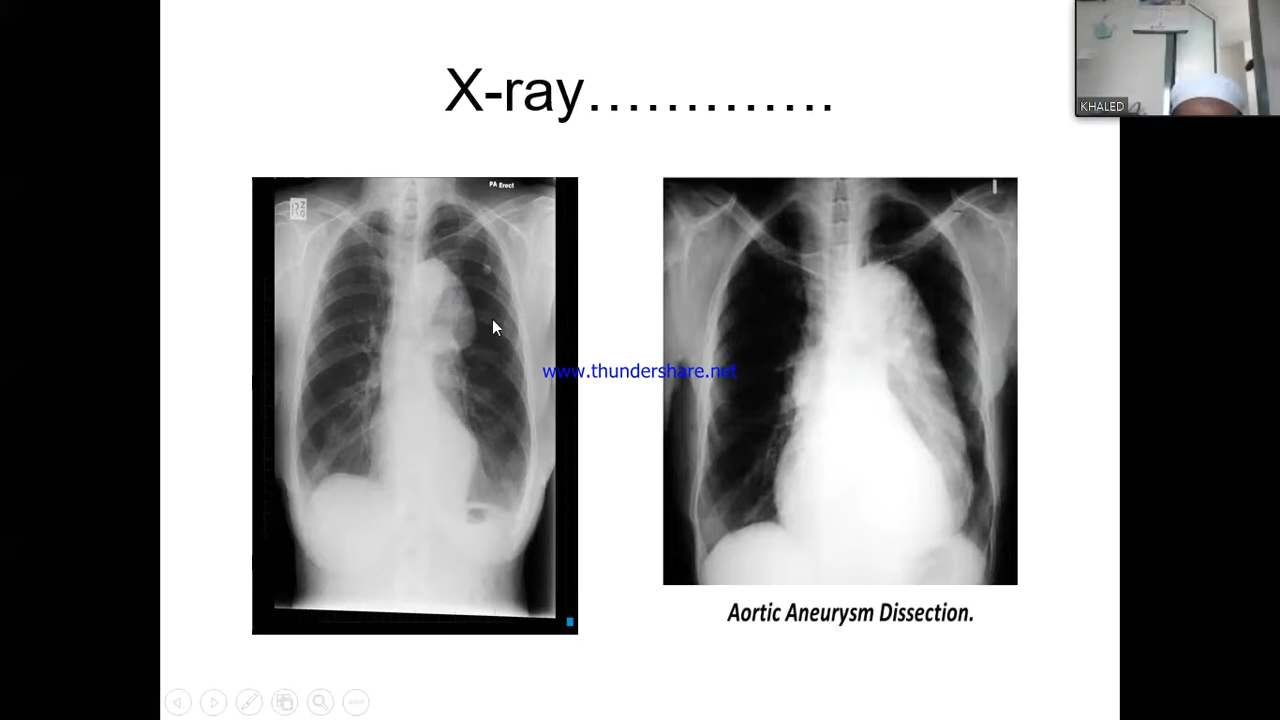 X-ray.............
KHALED
PA Erect
www.thundershare.net
Aortic Aneurysm Dissection.